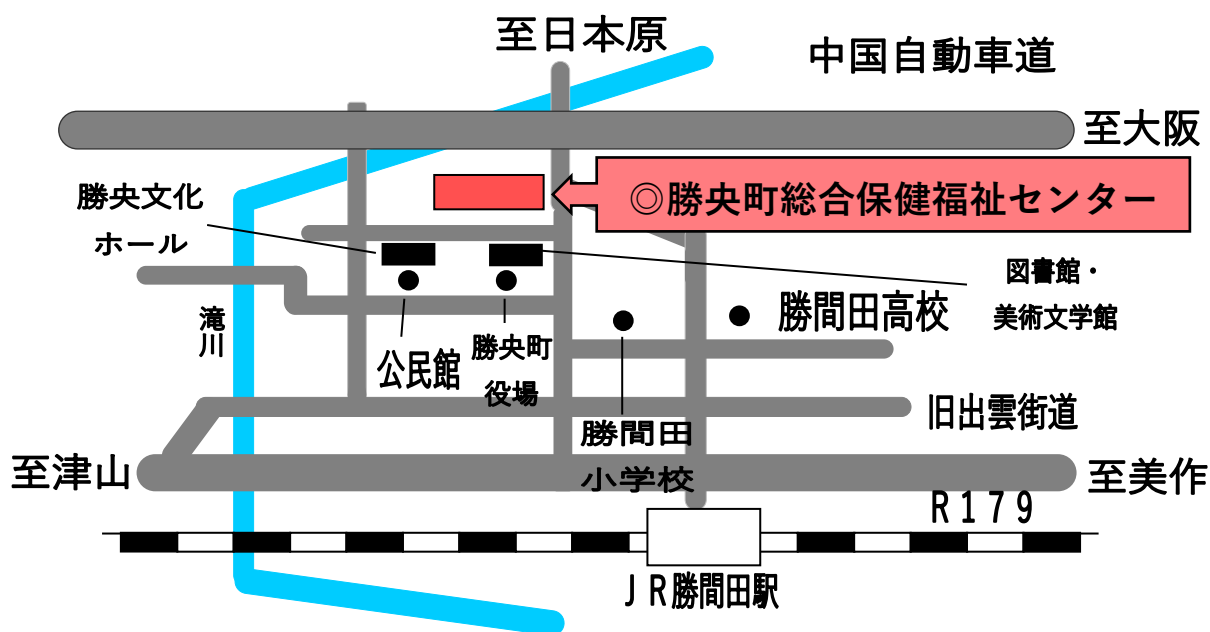 至日本原
中国自動車道
至大阪
◎勝央町総合保健福祉センター
勝央文化
ホール
図書館・
美術文学館
滝川
勝間田高校
公民館
勝央町
役場
旧出雲街道
勝間田
小学校
至津山
至美作
Ｒ１７９
ＪＲ勝間田駅